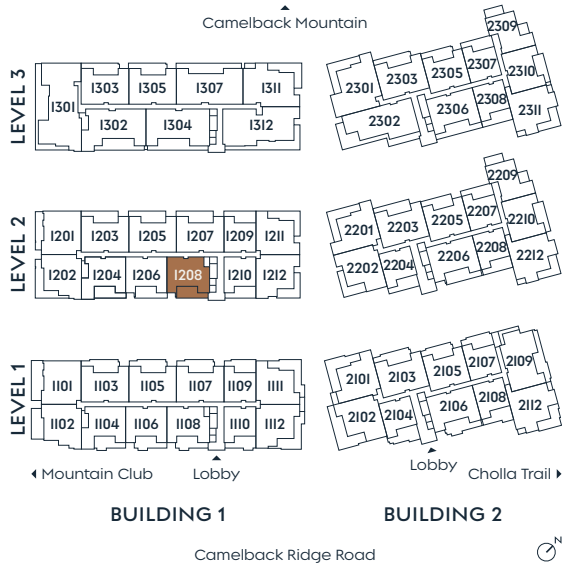 Camelback Mountain
LEVEL 3
1301 1303 1305 1307 1311
1302 1304 1312
2301 2303 2305 2307 2309 2310
2302 2306 2308 2311
LEVEL 2
1201 1203 1205 1207 1209 1211
1202 1204 1206 1208 1210 1212
2201 2203 2205 2207 2209 2210
2202 2204 2206 2208 2212
LEVEL 1
1101 1103 1105 1107 1109 1111
1102 1104 1106 1108 1110 1112
2101 2103 2105 2107 2109
2102 2104 2106 2108 2112
Mountain Club
Lobby
Lobby
Cholla Trail
BUILDING 1
BUILDING 2
Camelback Ridge Road
N